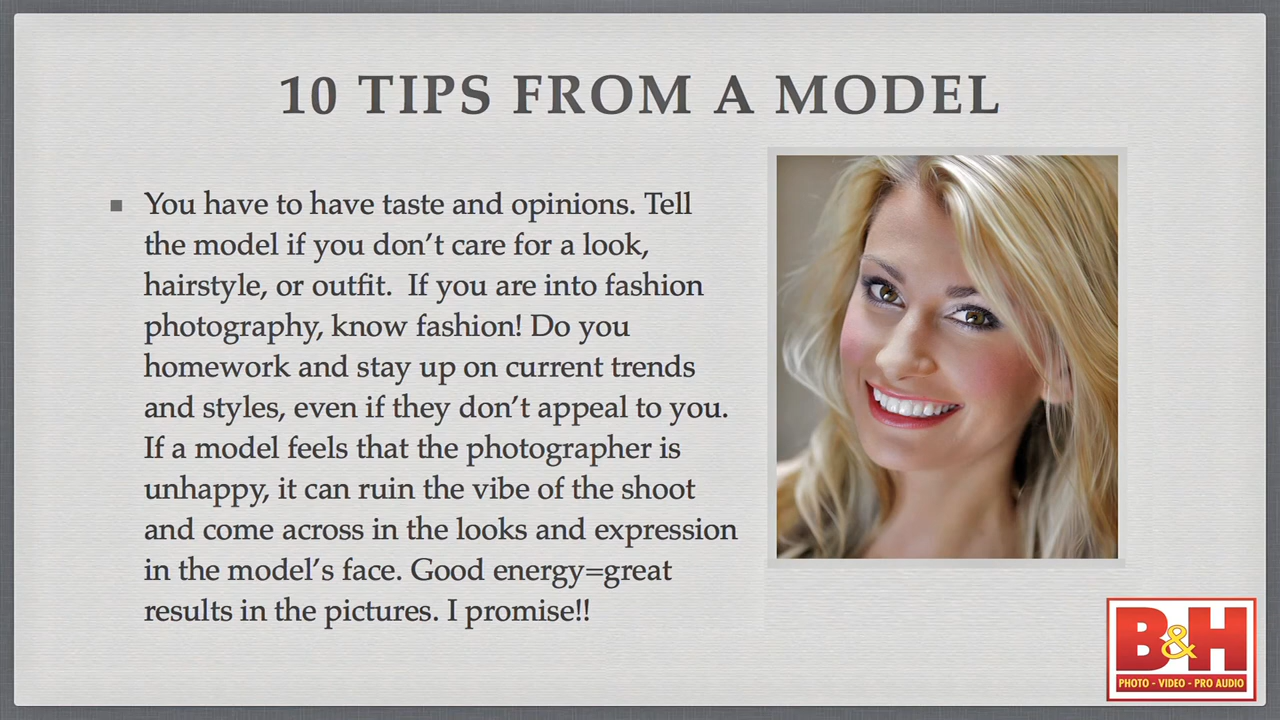 10 TIPS FROM A MODEL
You have to have taste and opinions. Tell
the model if you don't care for a look,
hairstyle, or outfit.  If you are into fashion
photography, know fashion! Do you
homework and stay up on current trends
and styles, even if they don't appeal to you.
If a model feels that the photographer is
unhappy, it can ruin the vibe of the shoot
and come across in the looks and expression
in the model's face. Good energy=great
results in the pictures. I promise!!
B&H
PHOTO - VIDEO - PRO AUDIO